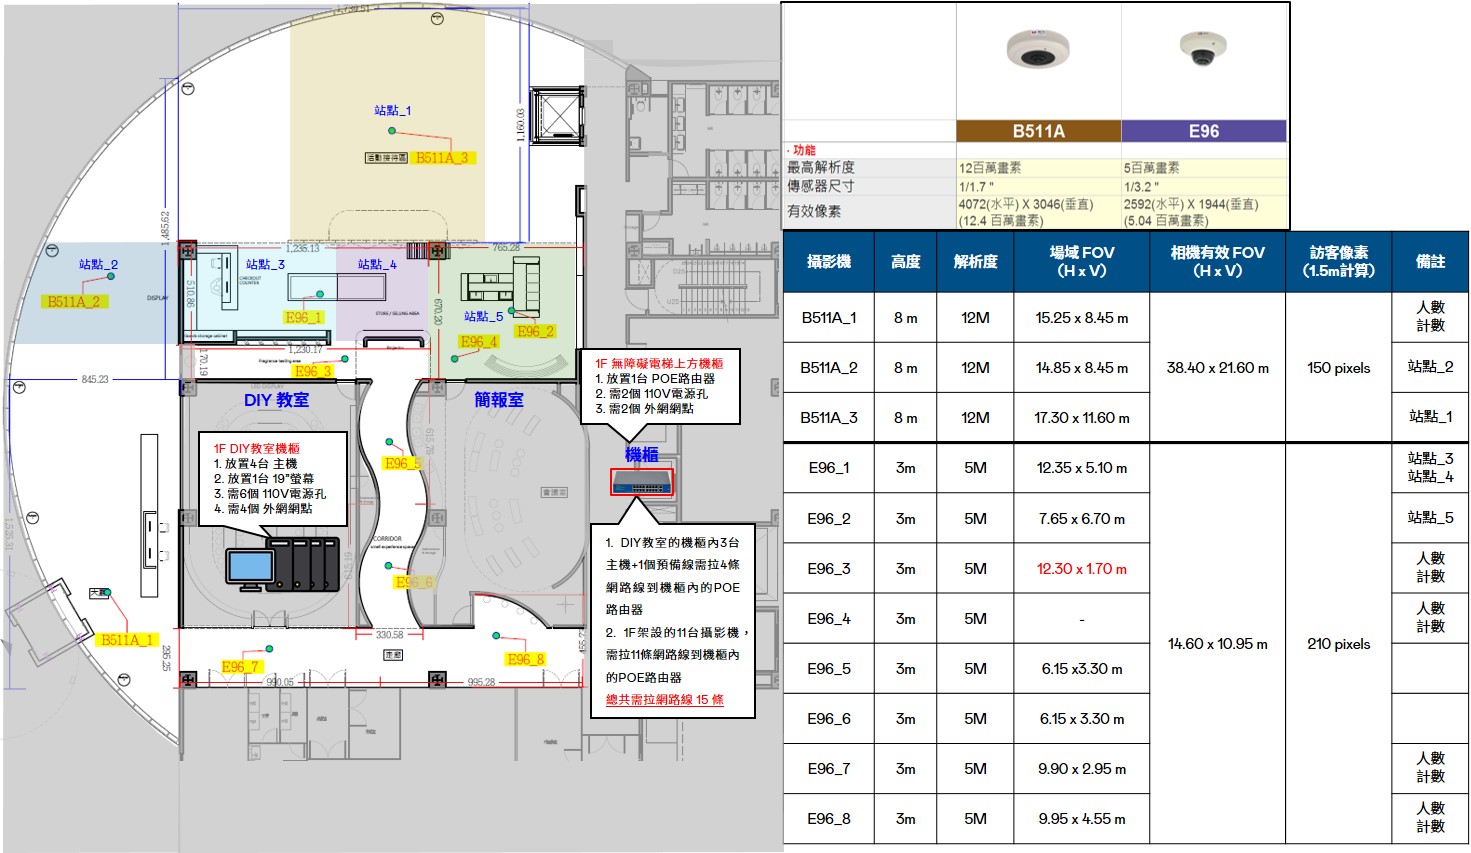 1,739.51
站點_1
活動接待區
B511A_3
1,160.03
1,485.62
1,235.13
765.28
站點_2
B511A_2
DISPLAY
站點_3
站點_4
CHECKOUT
COUNTER
510.86
E96_1
STORE / SELLING AREA
670.20
站點_5
E96_2
E96_4
170.19
1,230.17
Fragrance testing area
E96_3
845.23
LED DISPLAY
DIY 教室
簡報室
1F DIY教室機櫃
1. 放置4台 主機
2. 放置1台 19”螢幕
3. 需6個 110V電源孔
4. 需4個 外網網點
615.75
E96_5
會議室
CORRIDOR
small experience space
E96_6
615.19
1,525.31
大廳
B511A_1
295.25
330.58
走廊
E96_7
E96_8
990.05
995.28
U25
U25
1F 無障礙電梯上方機櫃
1. 放置1台 POE路由器
2. 需2個 110V電源孔
3. 需2個 外網網點
機櫃
1. DIY教室的機櫃內3台
主機+1個預備線需拉4條
網路線到機櫃內的POE
路由器
2. 1F架設的11台攝影機，
需拉11條網路線到機櫃內
的POE路由器
總共需拉網路線 15 條
B511A E96
· 功能
最高解析度 12百萬畫素 5百萬畫素
傳感器尺寸 1/1.7 " 1/3.2 "
有效像素 4072(水平) X 3046(垂直) 2592(水平) X 1944(垂直)
(12.4 百萬畫素) (5.04 百萬畫素)
攝影機 高度 解析度 場域 FOV 相機有效 FOV 訪客像素 備註
(H x V) (H x V) (1.5m計算)
B511A_1 8 m 12M 15.25 x 8.45 m 人數
計數
B511A_2 8 m 12M 14.85 x 8.45 m 38.40 x 21.60 m 150 pixels 站點_2
B511A_3 8 m 12M 17.30 x 11.60 m 站點_1
E96_1 3m 5M 12.35 x 5.10 m 站點_3
站點_4
E96_2 3m 5M 7.65 x 6.70 m 站點_5
E96_3 3m 5M 12.30 x 1.70 m 人數
計數
E96_4 3m 5M - 人數
計數
14.60 x 10.95 m 210 pixels
E96_5 3m 5M 6.15 x3.30 m
E96_6 3m 5M 6.15 x 3.30 m
E96_7 3m 5M 9.90 x 2.95 m 人數
計數
E96_8 3m 5M 9.95 x 4.55 m 人數
計數